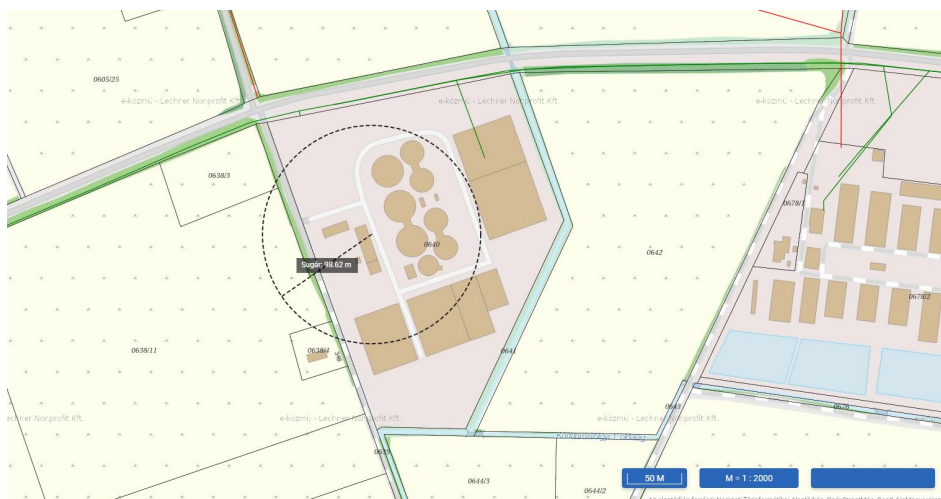 0605/25
e-közmű - Lechner Nonprofit Kft.
e-közmű - Lechner Nonprofit Kft.
e-közmű - Lechner Nonprofit Kft.
0638/3
0678/1
0640
0642
Sugár: 98.62 m
0678/2
0638/11
0638/4
0641
0643
0676
Lechner Nonprofit Kft.
e-közmű - Lechner Nonprofit Kft.
e-közmű - Lechner Nonprofit Kft.
0639
0644/3
0644/2
50 M
M = 1 : 2000